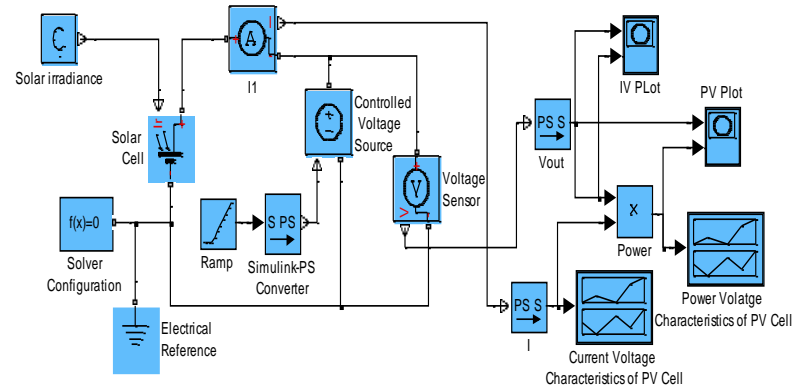 C
Solar irradiance
A
+
-
I
I1
Ir
+
-
Solar
Cell
Controlled
Voltage
Source
+
-
V
V
+
-
Voltage
Sensor
f(x)=0
Solver
Configuration
Ramp
S PS
Simulink-PS
Converter
Electrical
Reference
PS S
Vout
IV PLot
PV Plot
x
Power
PS S
I
Current Voltage
Characteristics of PV Cell
Power Volatge
Characteristics of PV Cell